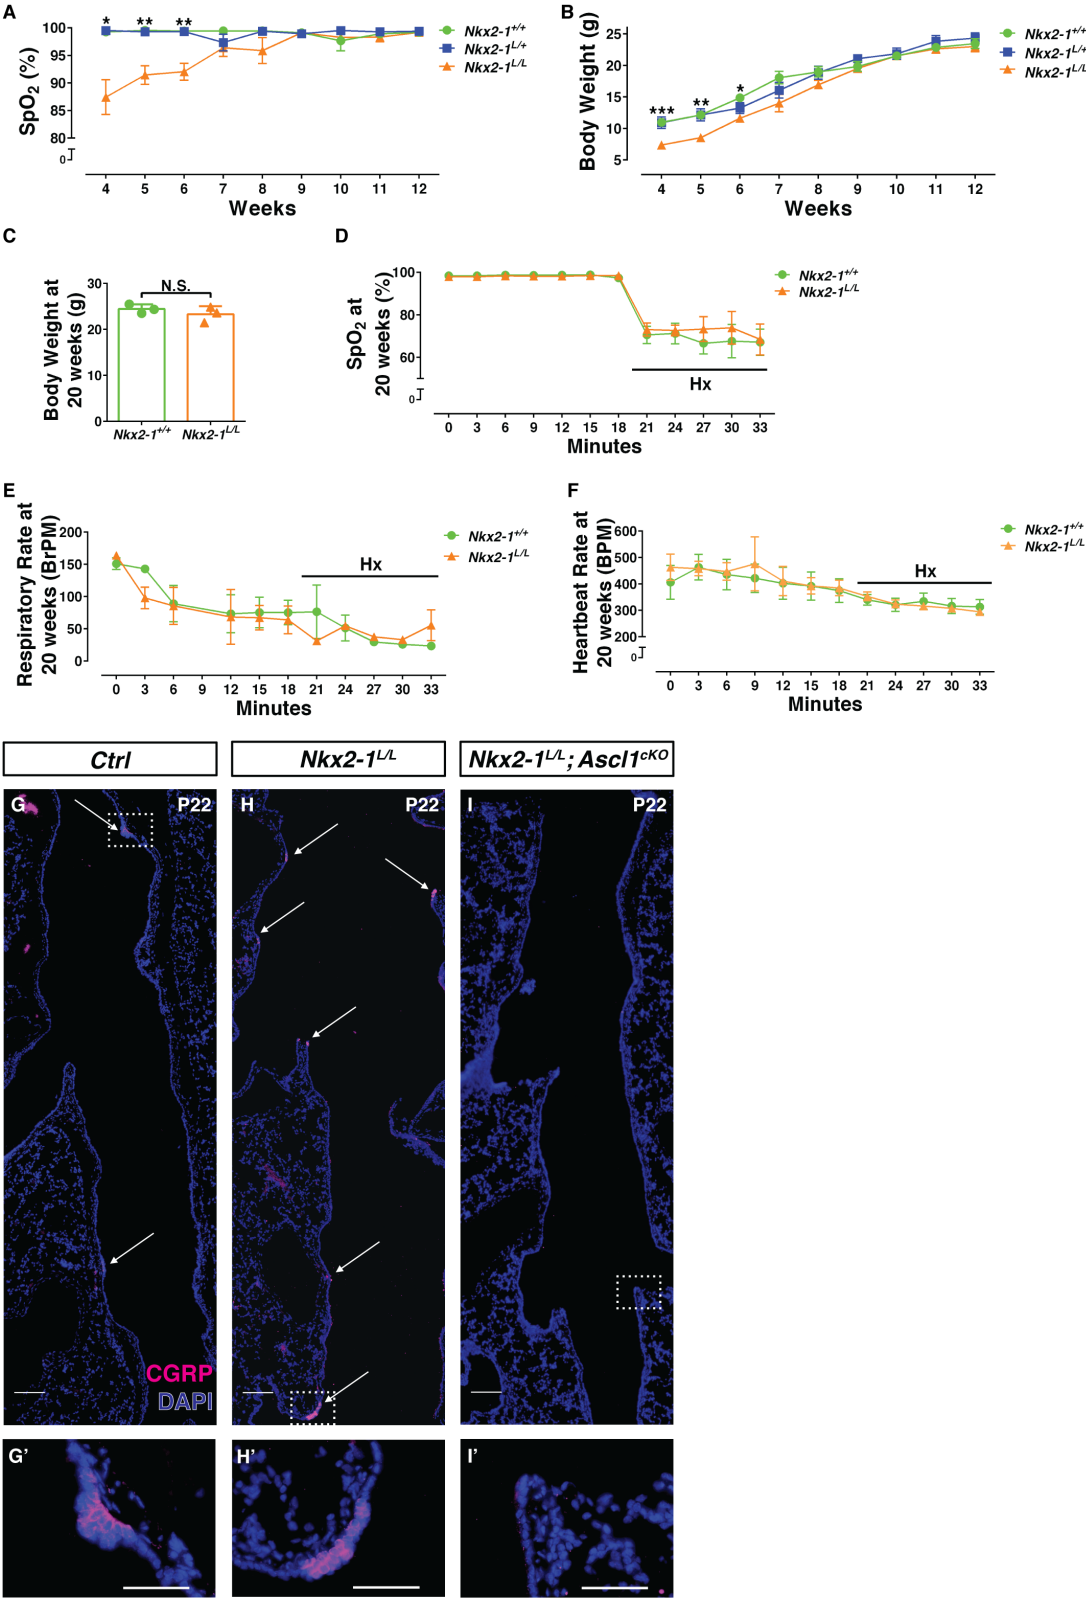 A
SpO2 (%)
100
95
90
85
80
0
* ** **
4 5 6 7 8 9 10 11 12
Weeks
Nkx2-1+/+
Nkx2-1L/+
Nkx2-1L/L
B
Body Weight (g)
25
20
15
10
5
*** ** *
4 5 6 7 8 9 10 11 12
Weeks
Nkx2-1+/+
Nkx2-1L/+
Nkx2-1L/L
C
Body Weight at
20 weeks (g)
30
20
10
0
N.S.
Nkx2-1+/+ Nkx2-1L/L
D
SpO2 at
20 weeks (%)
100
80
60
0
Hx
0 3 6 9 12 15 18 21 24 27 30 33
Minutes
Nkx2-1+/+
Nkx2-1L/L
E
Respiratory Rate at
20 weeks (BrPM)
200
150
100
50
0
Hx
0 3 6 9 12 15 18 21 24 27 30 33
Minutes
Nkx2-1+/+
Nkx2-1L/L
F
Heartbeat Rate at
20 weeks (BPM)
600
500
400
300
200
0
Hx
0 3 6 9 12 15 18 21 24 27 30 33
Minutes
Nkx2-1+/+
Nkx2-1L/L
Ctrl
Nkx2-1L/L
Nkx2-1L/L; Ascl1cKO
G P22
H P22
I P22
CGRP
DAPI
G’
H’
I’